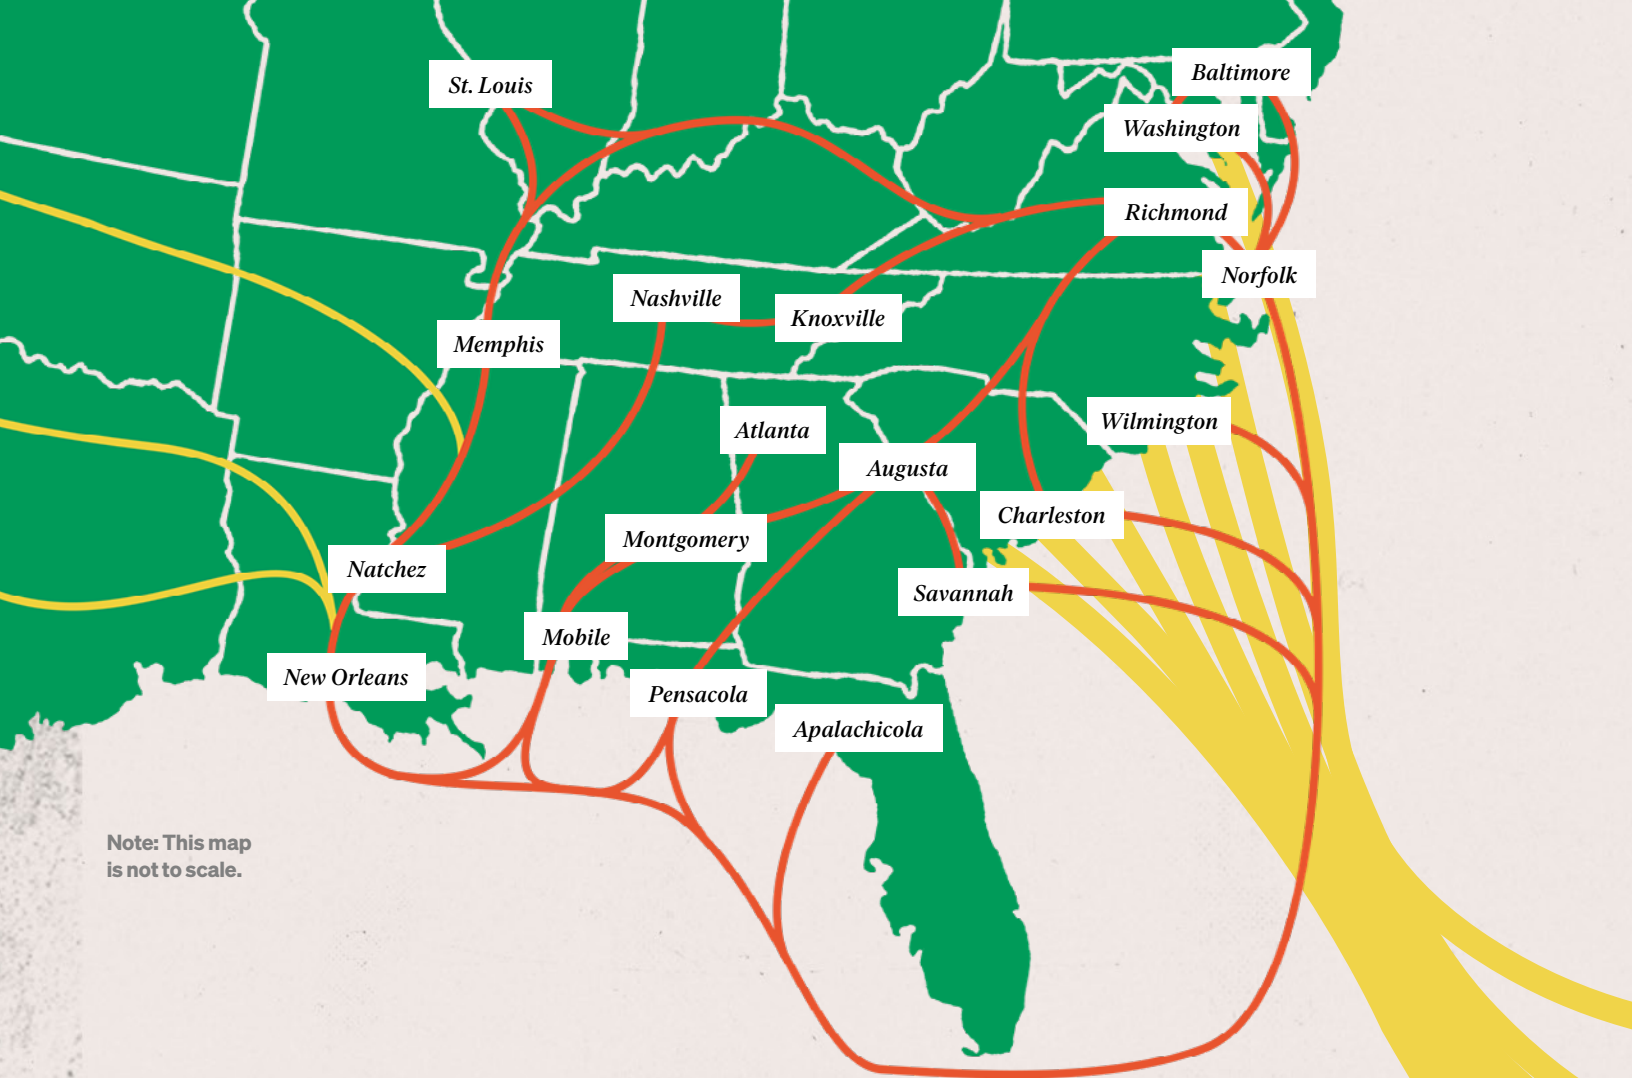 Baltimore
St. Louis
Washington
Richmond
Norfolk
Nashville
Knoxville
Memphis
Wilmington
Atlanta
Augusta
Charleston
Montgomery
Natchez
Savannah
Mobile
New Orleans
Pensacola
Apalachicola
Note: This map
is not to scale.